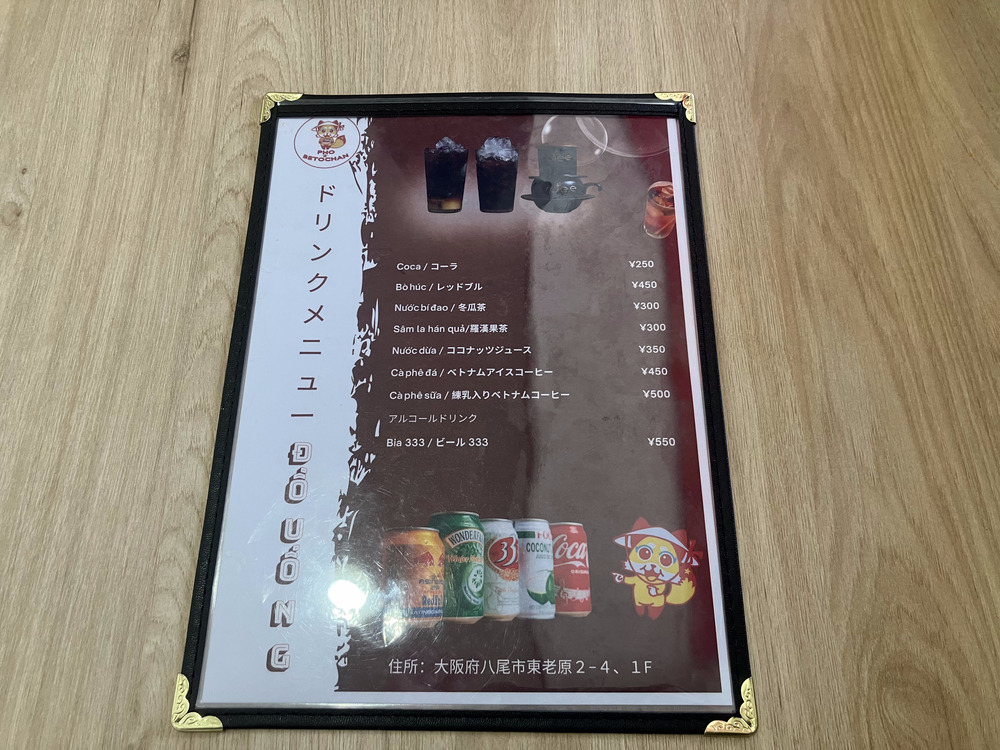 PHO
BETOCHAN
ドリンクメニュー
ĐỒ UỐNG
Coca / コーラ ¥250
Bò húc / レッドブル ¥450
Nước bí đao / 冬瓜茶 ¥300
Sâm la hán quả/羅漢果茶 ¥300
Nước dừa / ココナッツジュース ¥350
Cà phê đá / ベトナムアイスコーヒー ¥450
Cà phê sữa / 練乳入りベトナムコーヒー ¥500
アルコールドリンク
Bia 333 / ビール 333 ¥550
COCON
Coca
住所：大阪府八尾市東老原２−４、１F